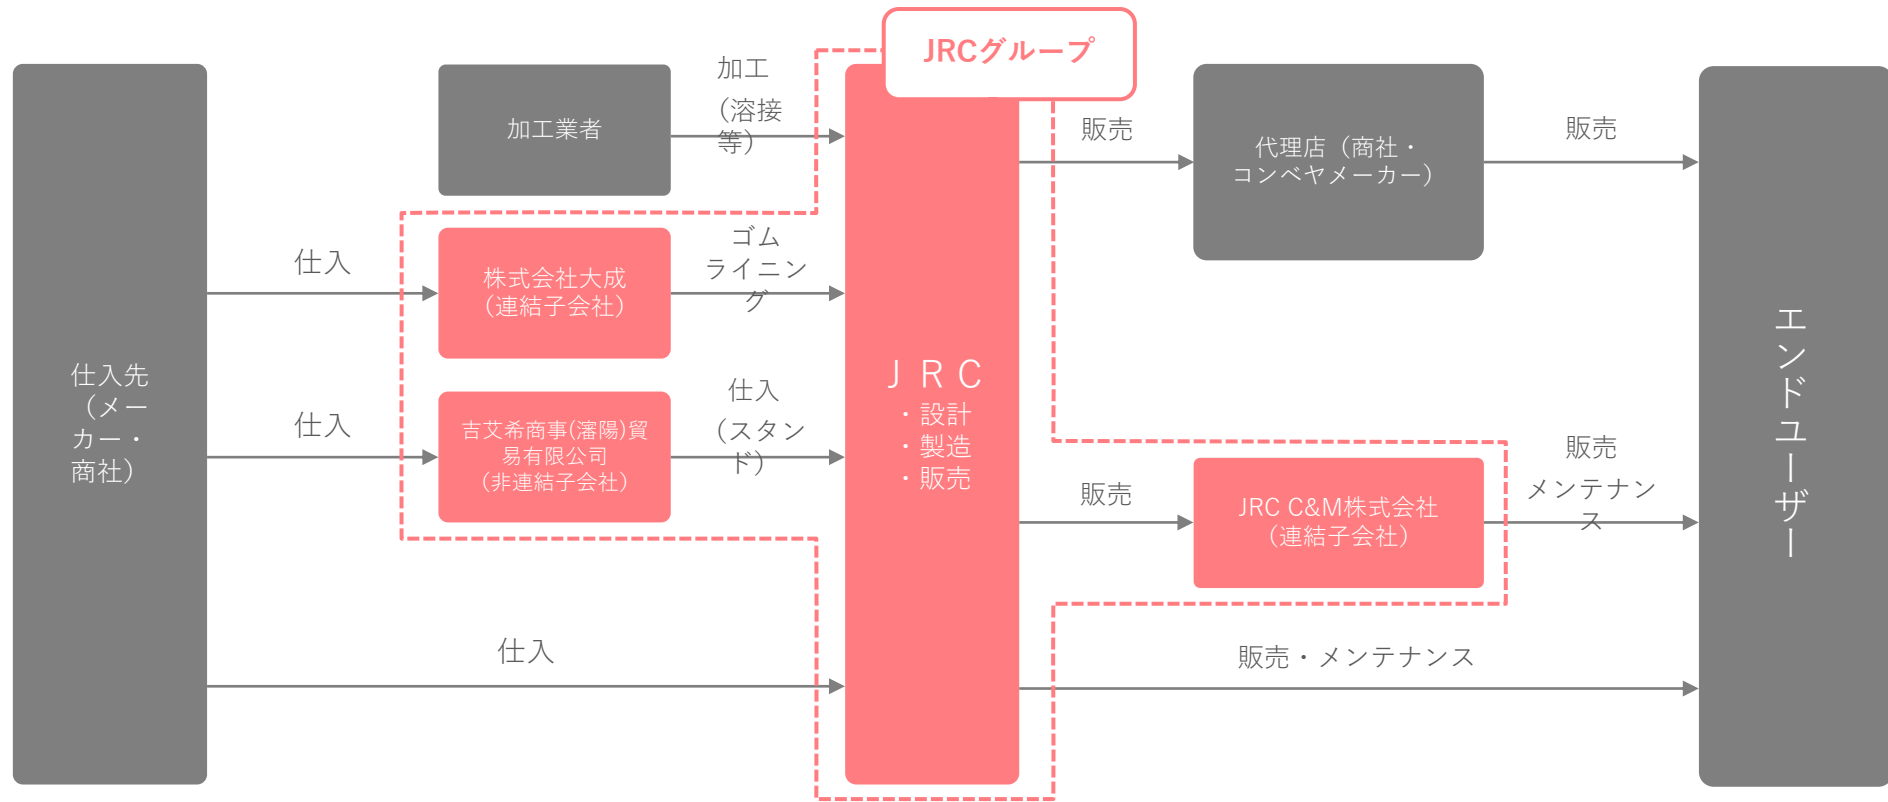 JRCグループ
仕入先
（メー
カー・
商社）
加工業者
加工
（溶接
等）
仕入
株式会社大成
（連結子会社）
ゴム
ライニン
グ
仕入
吉艾希商事(瀋陽)貿
易有限公司
（非連結子会社）
仕入
（スタン
ド）
仕入
ＪＲＣ
・設計
・製造
・販売
販売
代理店（商社・
コンベヤメーカー）
販売
販売
JRC C&M株式会社
（連結子会社）
販売
メンテナン
ス
販売・メンテナンス
エンドユーザー